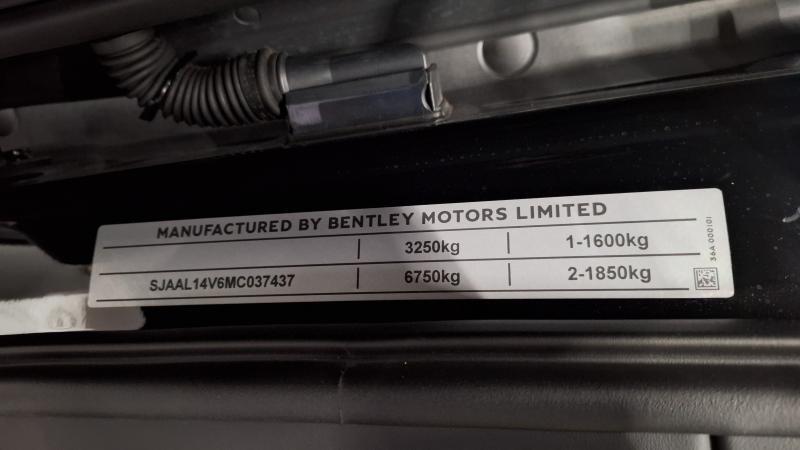 MANUFACTURED BY BENTLEY MOTORS LIMITED
3250kg 1-1600kg
SJAAL14V6MC037437 6750kg 2-1850kg
36A 000101